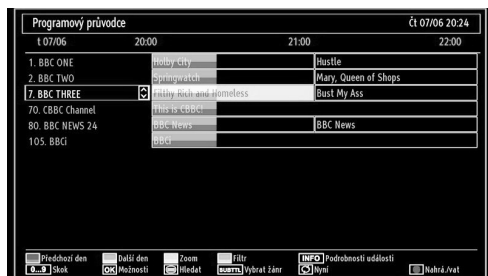 Programový průvodce Čt 07/06 20:24
t 07/06 20:00 21:00 22:00
1. BBC ONE Holby City Hustle
2. BBC TWO Springwatch Mary, Queen of Shops
7. BBC THREE Filthy Rich and Homeless Bust My Ass
70. CBBC Channel This is CBBC!
80. BBC NEWS 24 BBC News BBC News
105. BBCi BBCi
Předchozí den Další den Zoom Filtr INFO Podrobnosti události
0...9 Skok OK Možnosti Hledat SUBTTL Vybrat žánr Nyní Nahrá./vat